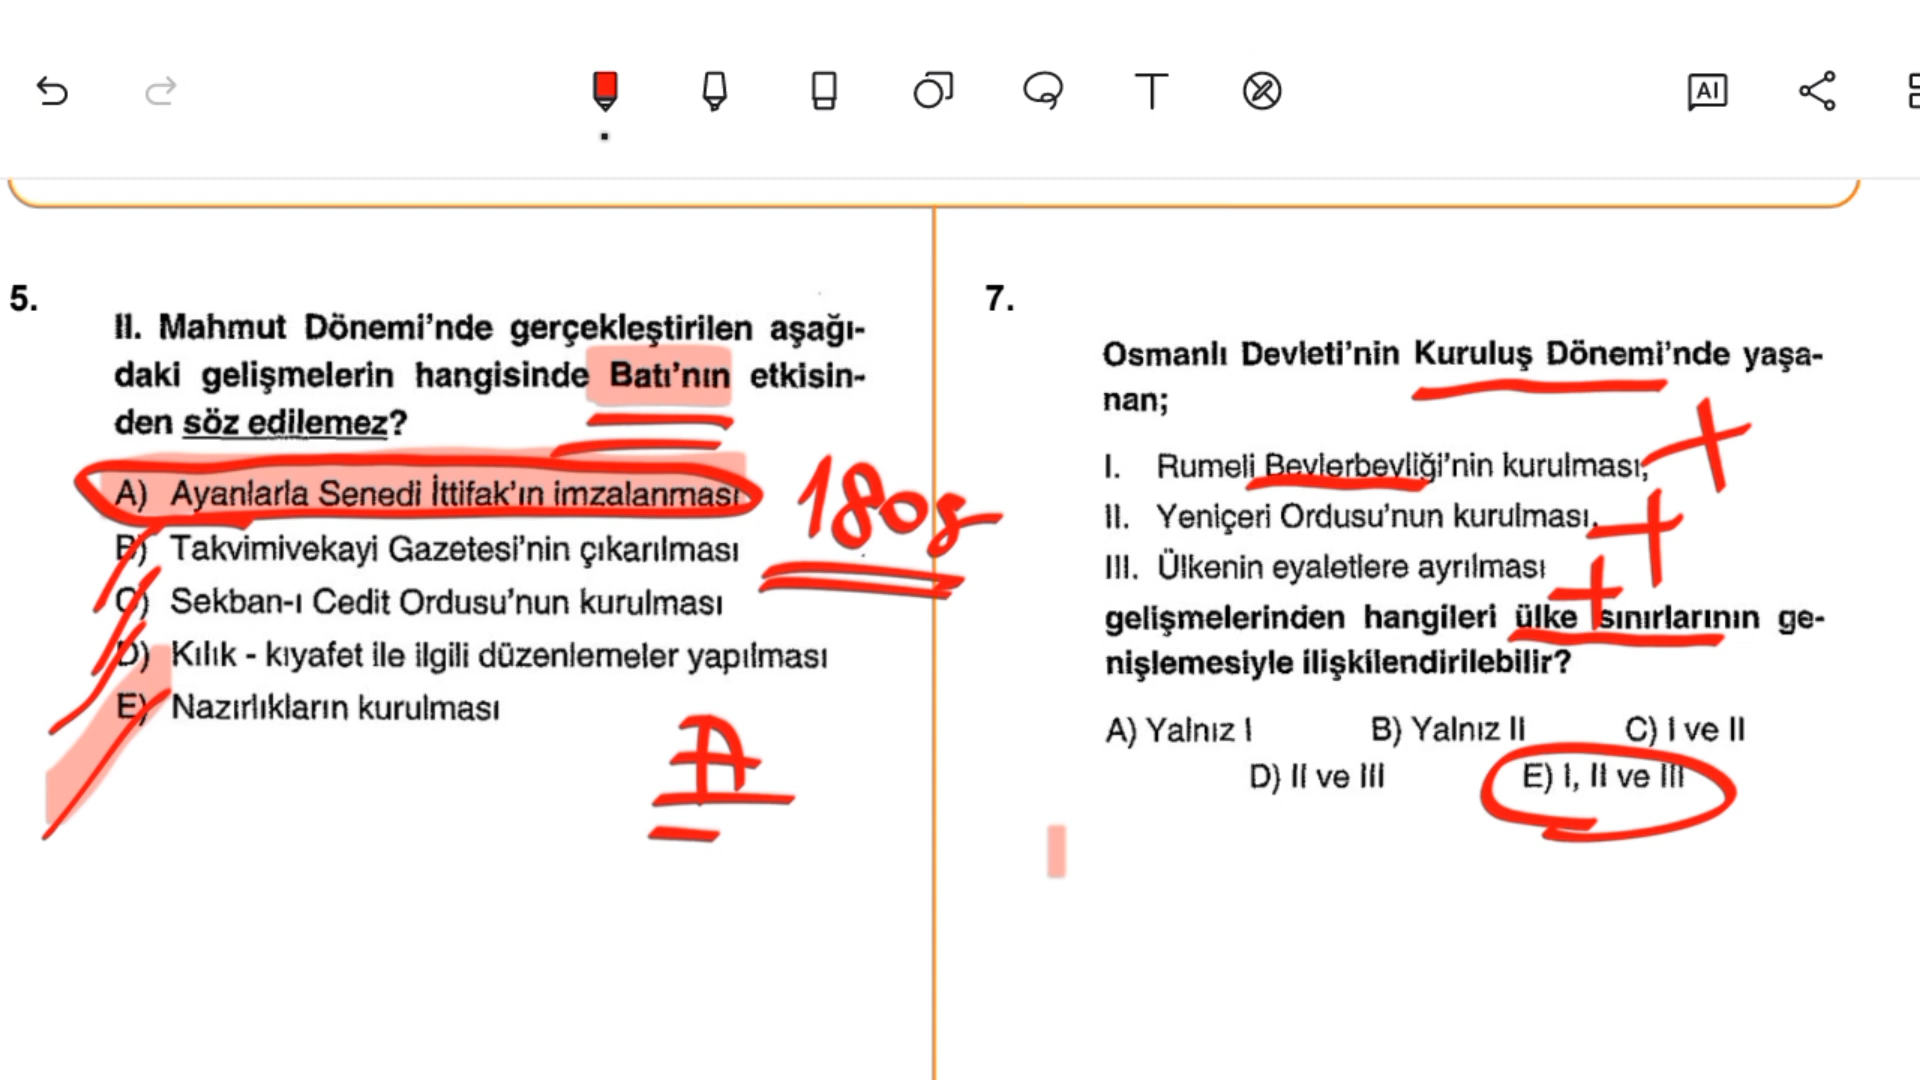 AI
5.
II. Mahmut Dönemi'nde gerçekleştirilen aşağı-
daki gelişmelerin hangisinde Batı'nın etkisin-
den söz edilemez?
A) Ayanlarla Senedi İttifak'ın imzalanması
1808
B) Takvimivekayi Gazetesi'nin çıkarılması
C) Sekban-ı Cedit Ordusu'nun kurulması
D) Kılık - kıyafet ile ilgili düzenlemeler yapılması
E) Nazırlıkların kurulması
A
7.
Osmanlı Devleti'nin Kuruluş Dönemi'nde yaşa-
nan;
I. Rumeli Beylerbeyliği'nin kurulması,
II. Yeniçeri Ordusu'nun kurulması,
III. Ülkenin eyaletlere ayrılması
gelişmelerinden hangileri ülke sınırlarının ge-
nişlemesiyle ilişkilendirilebilir?
A) Yalnız I B) Yalnız II C) I ve II
D) II ve III E) I, II ve III